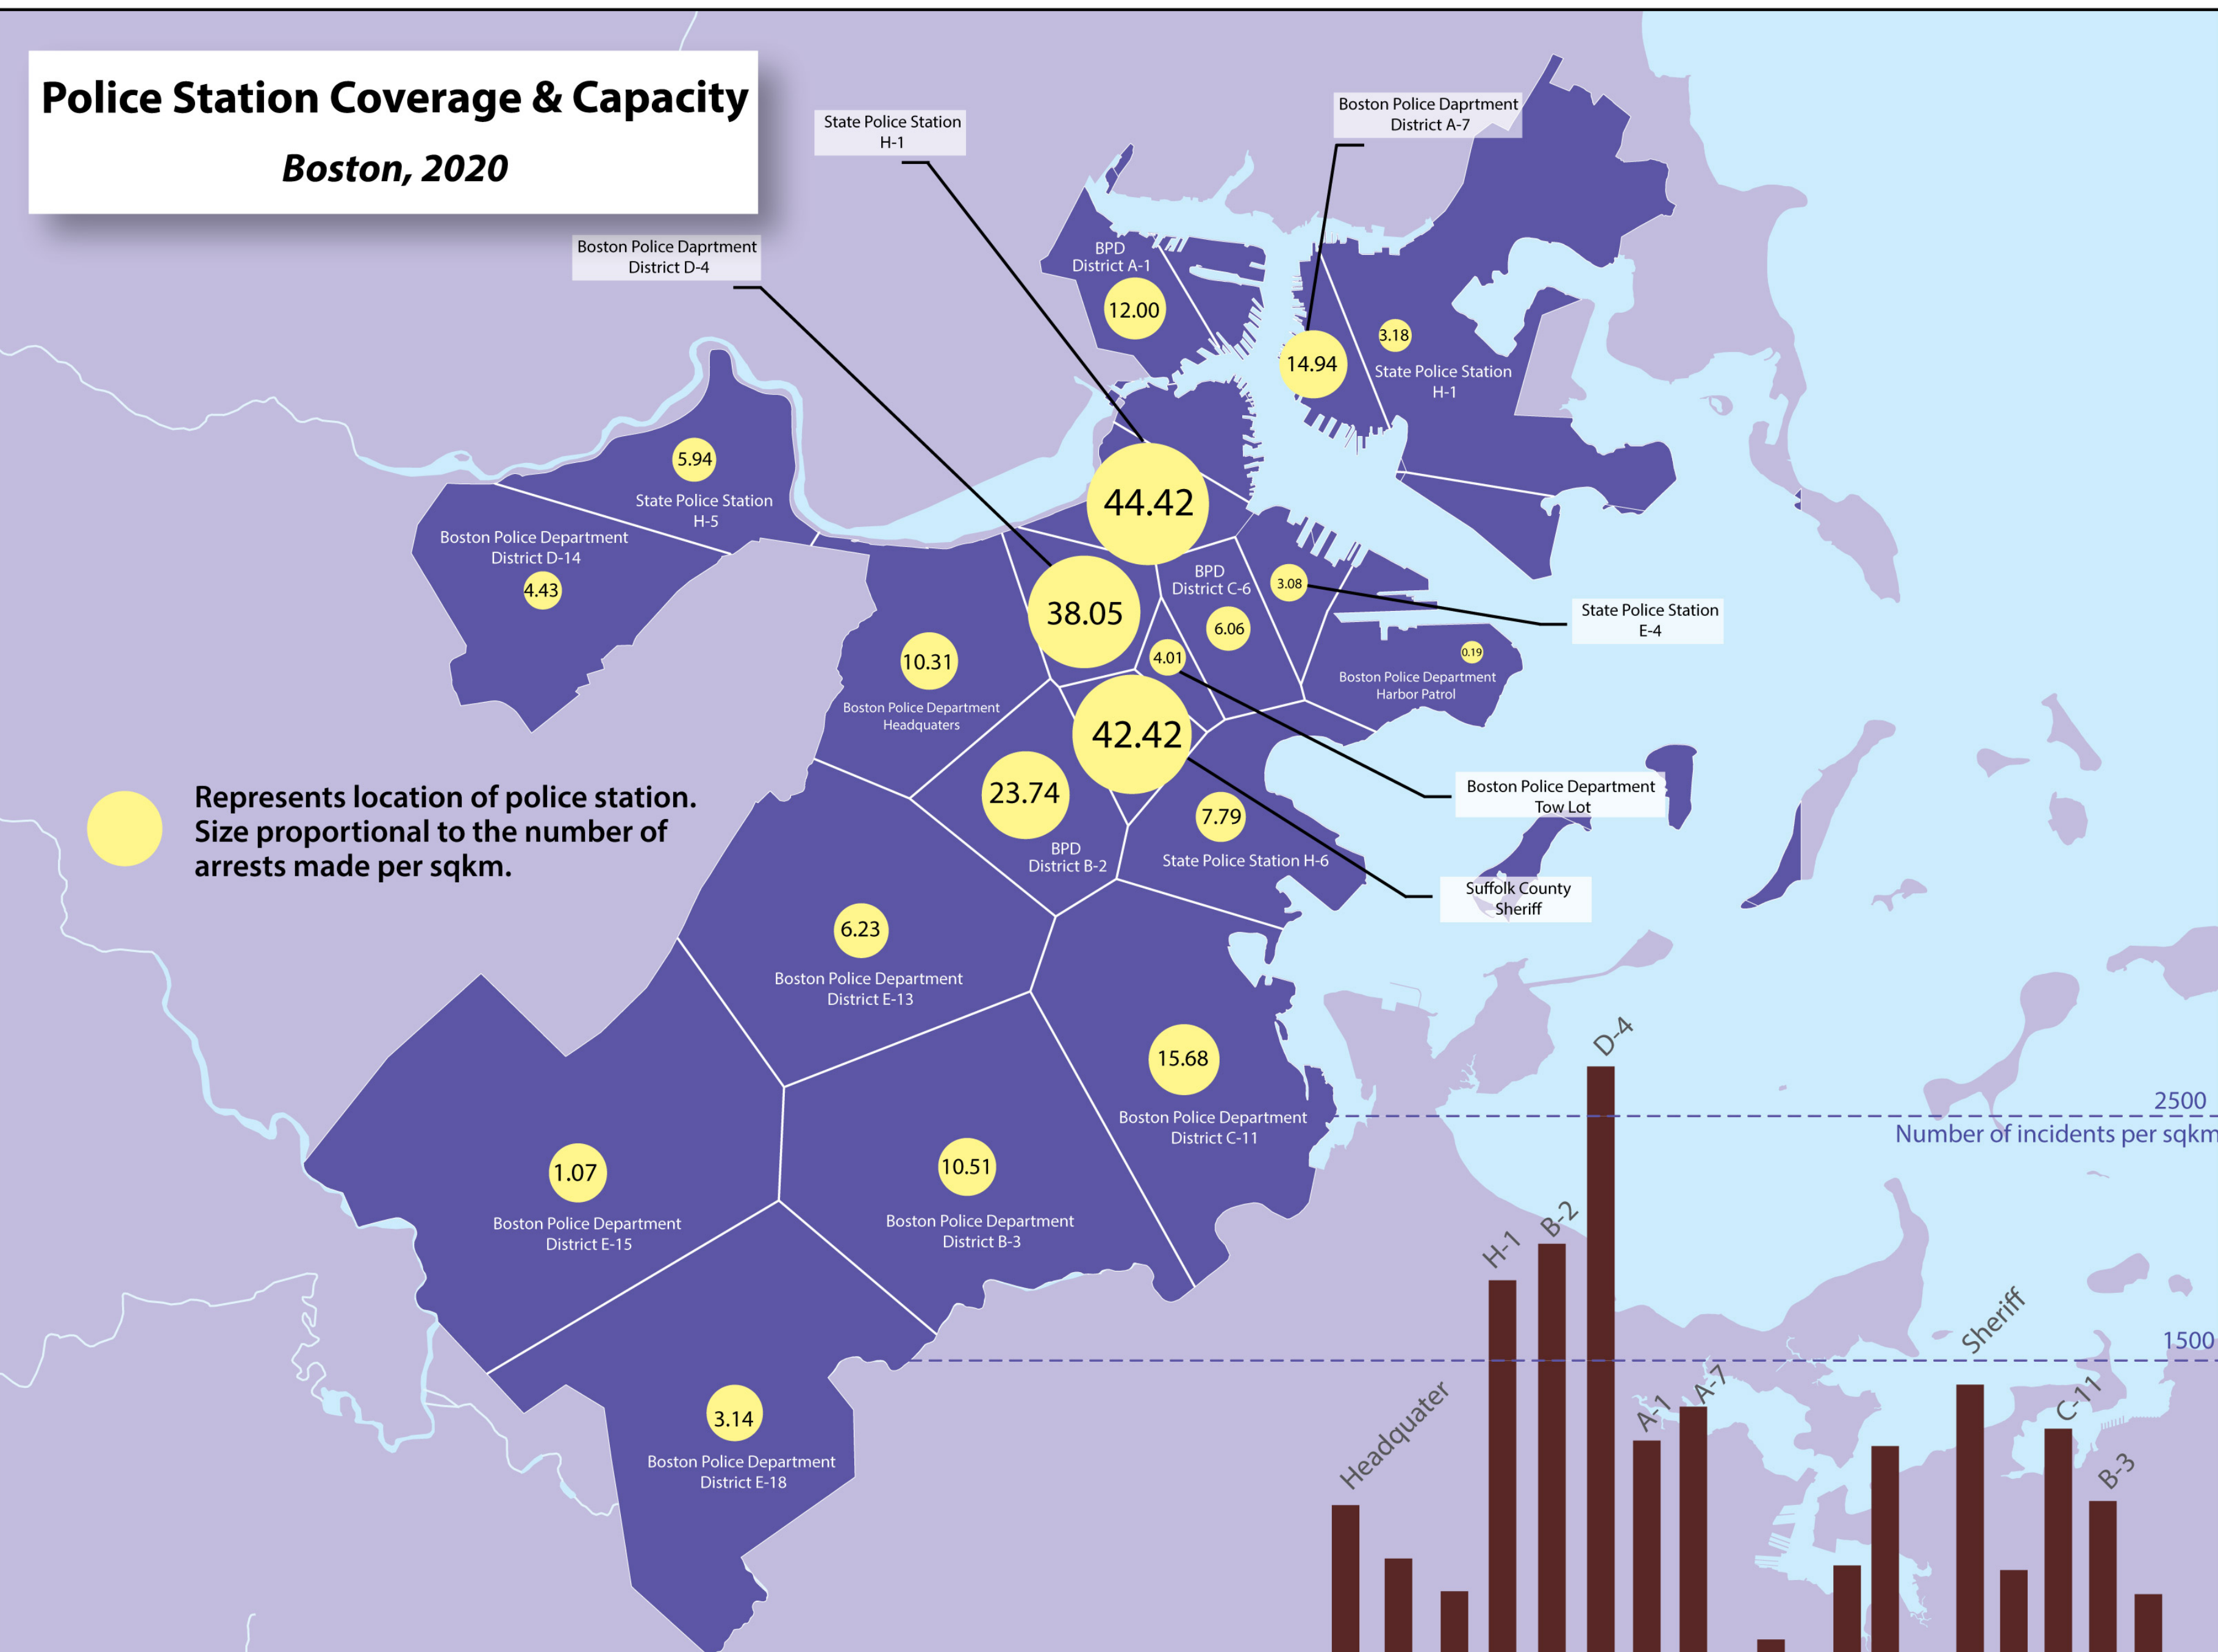 Police Station Coverage & Capacity
Boston, 2020
State Police Station
H-1
Boston Police Daprtment
District A-7
Boston Police Daprtment
District D-4
BPD
District A-1
12.00
14.94
3.18
State Police Station
H-1
5.94
State Police Station
H-5
Boston Police Department
District D-14
4.43
44.42
38.05
BPD
District C-6
6.06
3.08
State Police Station
E-4
4.01
0.19
Boston Police Department
Harbor Patrol
10.31
Boston Police Department
Headquaters
42.42
23.74
BPD
District B-2
7.79
State Police Station H-6
Boston Police Department
Tow Lot
Suffolk County
Sheriff
Represents location of police station.
Size proportional to the number of
arrests made per sqkm.
6.23
Boston Police Department
District E-13
15.68
Boston Police Department
District C-11
1.07
Boston Police Department
District E-15
10.51
Boston Police Department
District B-3
3.14
Boston Police Department
District E-18
2500
Number of incidents per sqkm
1500
Headquater
H-1
B-2
D-4
A-1
A-7
Sheriff
C-11
B-3